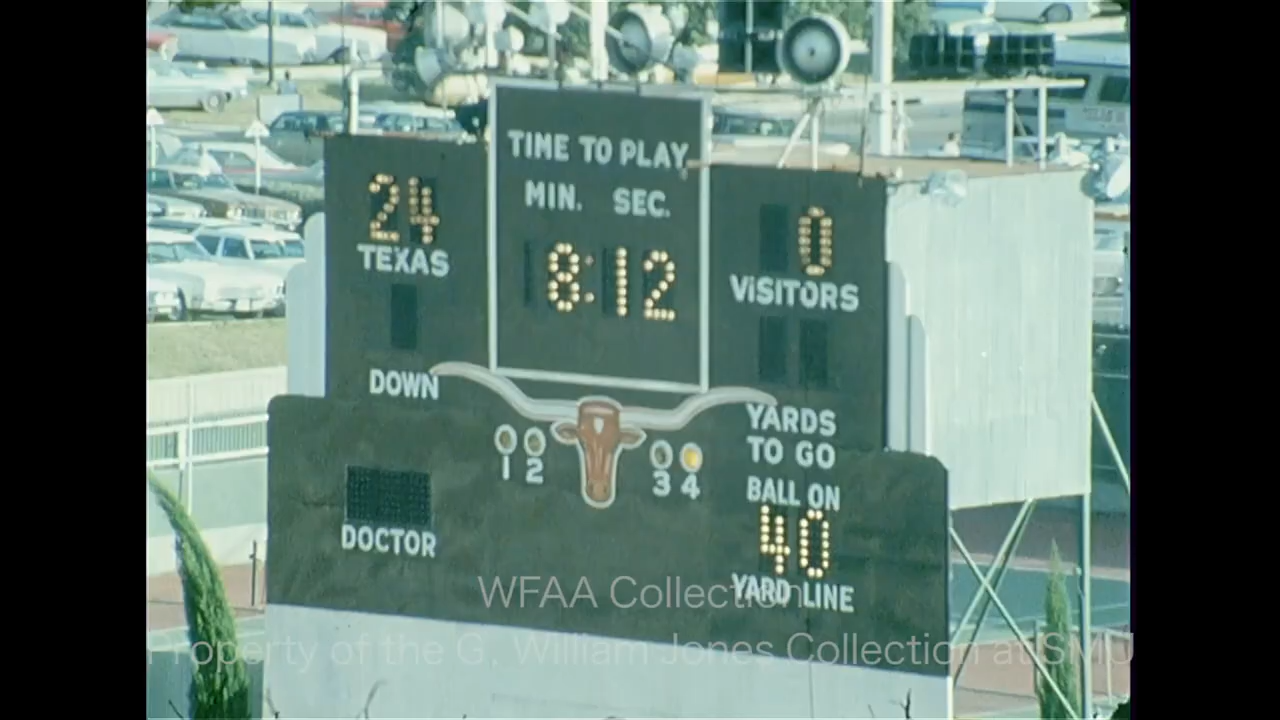 TIME TO PLAY
MIN. SEC.
24
8:12
0
TEXAS
VISITORS
DOWN
YARDS
TO GO
1 2 3 4
BALL ON
40
YARD LINE
DOCTOR
WFAA Collection
Property of the G. William Jones Collection at SMU